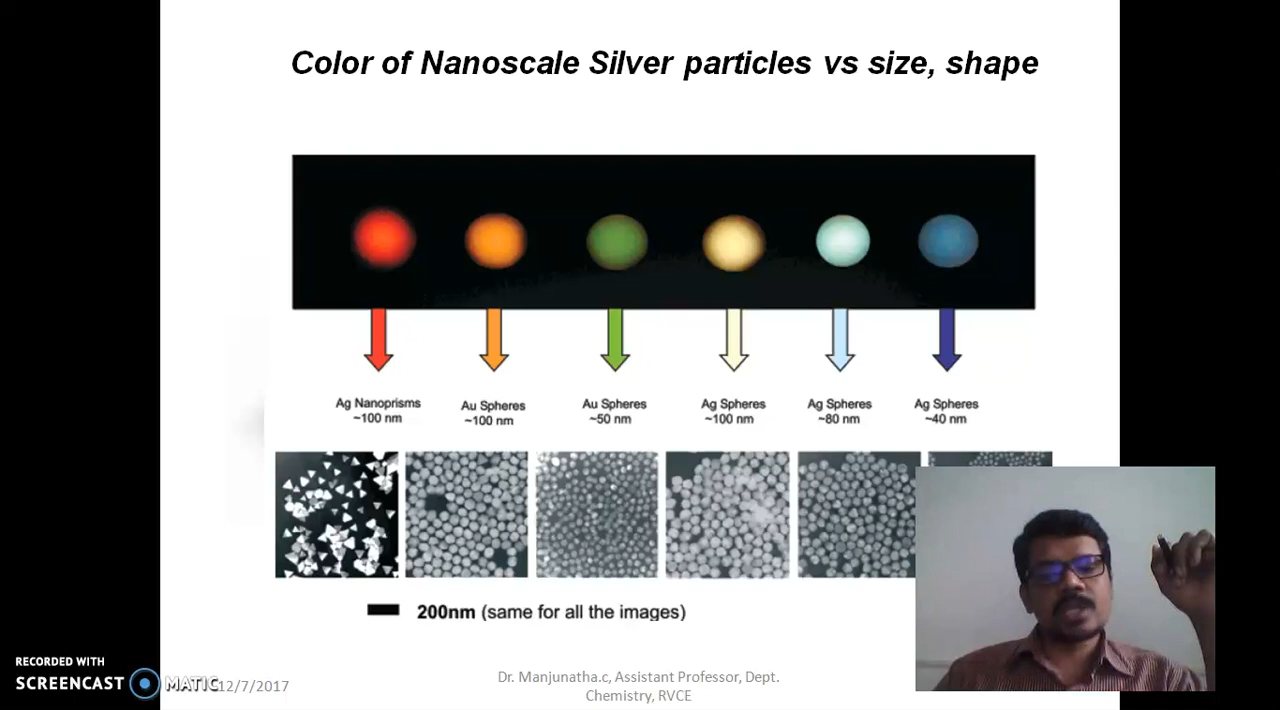 Color of Nanoscale Silver particles vs size, shape
Ag Nanoprisms
~100 nm
Au Spheres
~100 nm
Au Spheres
~50 nm
Ag Spheres
~100 nm
Ag Spheres
~80 nm
Ag Spheres
~40 nm
200nm (same for all the images)
RECORDED WITH
SCREENCAST MATIC
12/7/2017
Dr. Manjunatha.c, Assistant Professor, Dept.
Chemistry, RVCE